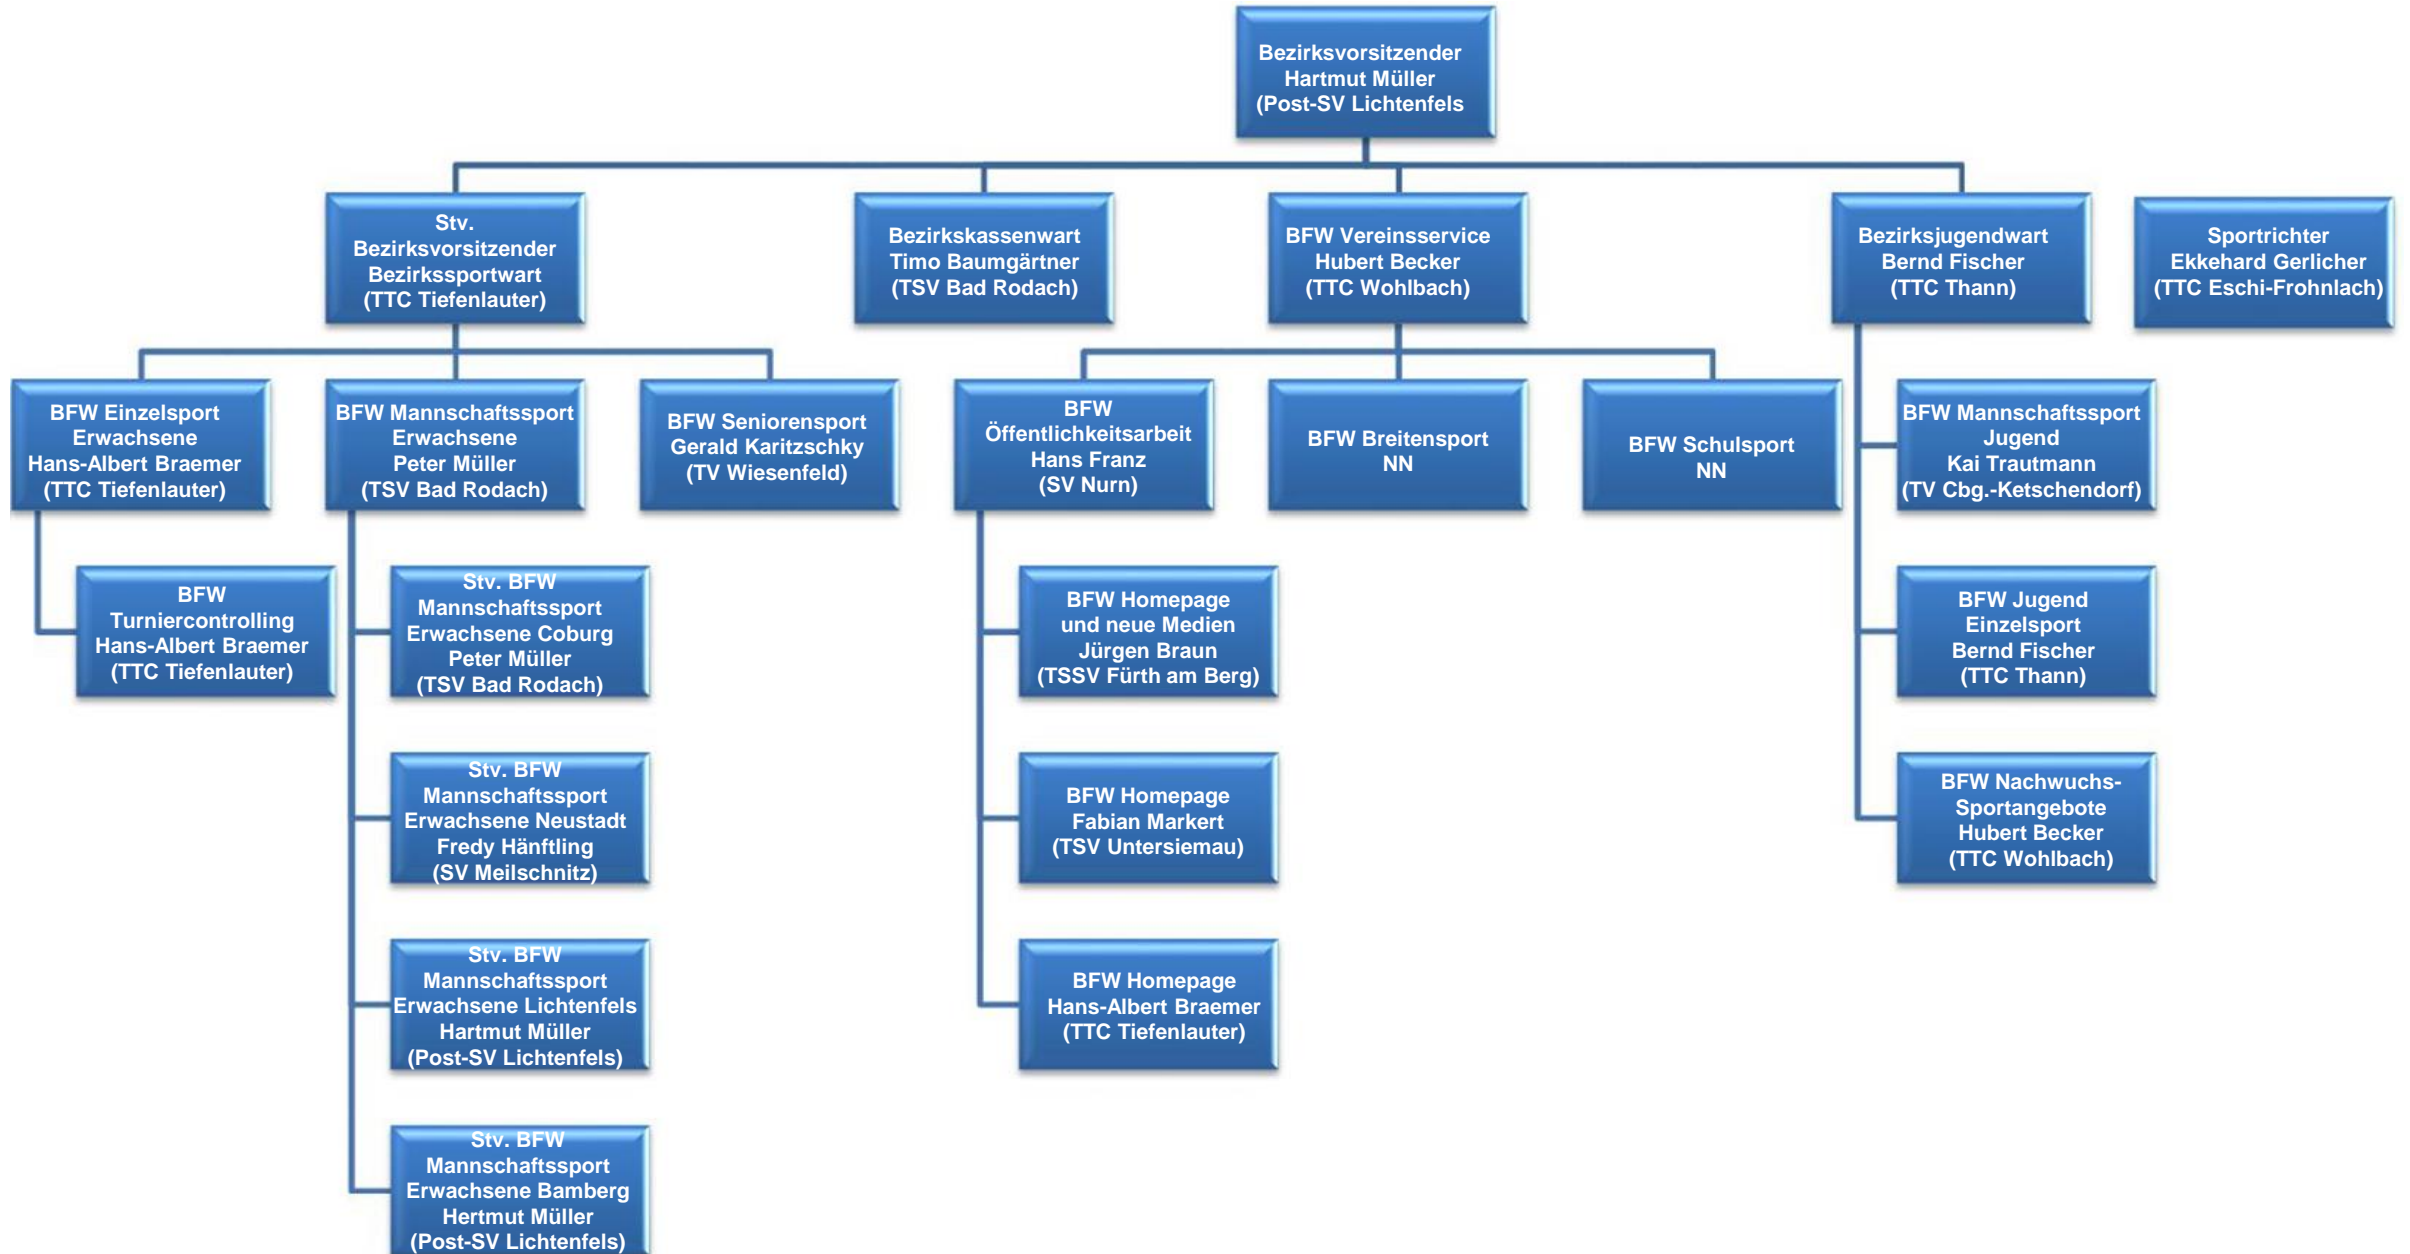 Bezirksvorsitzender
Hartmut Müller
(Post-SV Lichtenfels
Stv.
Bezirksvorsitzender
Bezirkssportwart
(TTC Tiefenlauter)
Bezirkskassenwart
Timo Baumgärtner
(TSV Bad Rodach)
BFW Vereinsservice
Hubert Becker
(TTC Wohlbach)
Bezirksjugendwart
Bernd Fischer
(TTC Thann)
Sportrichter
Ekkehard Gerlicher
(TTC Eschi-Frohnlach)
BFW Einzelsport
Erwachsene
Hans-Albert Braemer
(TTC Tiefenlauter)
BFW Mannschaftssport
Erwachsene
Peter Müller
(TSV Bad Rodach)
BFW Seniorensport
Gerald Karitzschky
(TV Wiesenfeld)
BFW
Öffentlichkeitsarbeit
Hans Franz
(SV Nurn)
BFW Breitensport
NN
BFW Schulsport
NN
BFW Mannschaftssport
Jugend
Kai Trautmann
(TV Cbg.-Ketschendorf)
BFW
Turniercontrolling
Hans-Albert Braemer
(TTC Tiefenlauter)
Stv. BFW
Mannschaftssport
Erwachsene Coburg
Peter Müller
(TSV Bad Rodach)
BFW Homepage
und neue Medien
Jürgen Braun
(TSSV Fürth am Berg)
BFW Jugend
Einzelsport
Bernd Fischer
(TTC Thann)
Stv. BFW
Mannschaftssport
Erwachsene Neustadt
Fredy Hänftling
(SV Meilschnitz)
BFW Homepage
Fabian Markert
(TSV Untersiemau)
BFW Nachwuchs-
Sportangebote
Hubert Becker
(TTC Wohlbach)
Stv. BFW
Mannschaftssport
Erwachsene Lichtenfels
Hartmut Müller
(Post-SV Lichtenfels)
BFW Homepage
Hans-Albert Braemer
(TTC Tiefenlauter)
Stv. BFW
Mannschaftssport
Erwachsene Bamberg
Hertmut Müller
(Post-SV Lichtenfels)